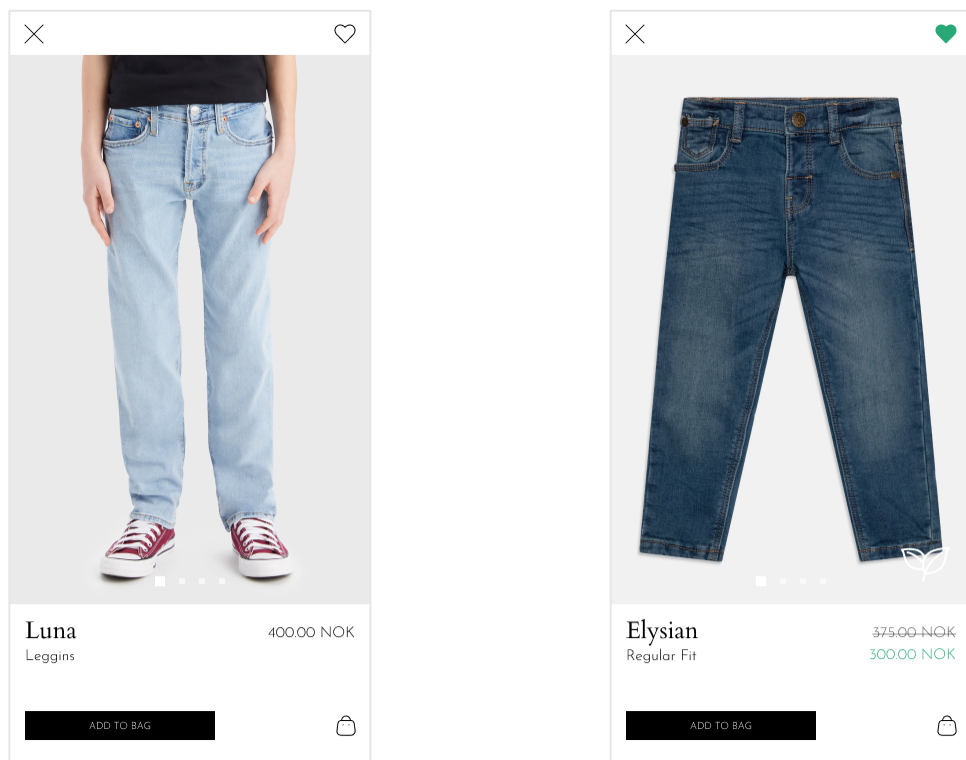 Luna
400.00 NOK
Leggins
ADD TO BAG
Elysian
375.00 NOK
Regular Fit
300.00 NOK
ADD TO BAG